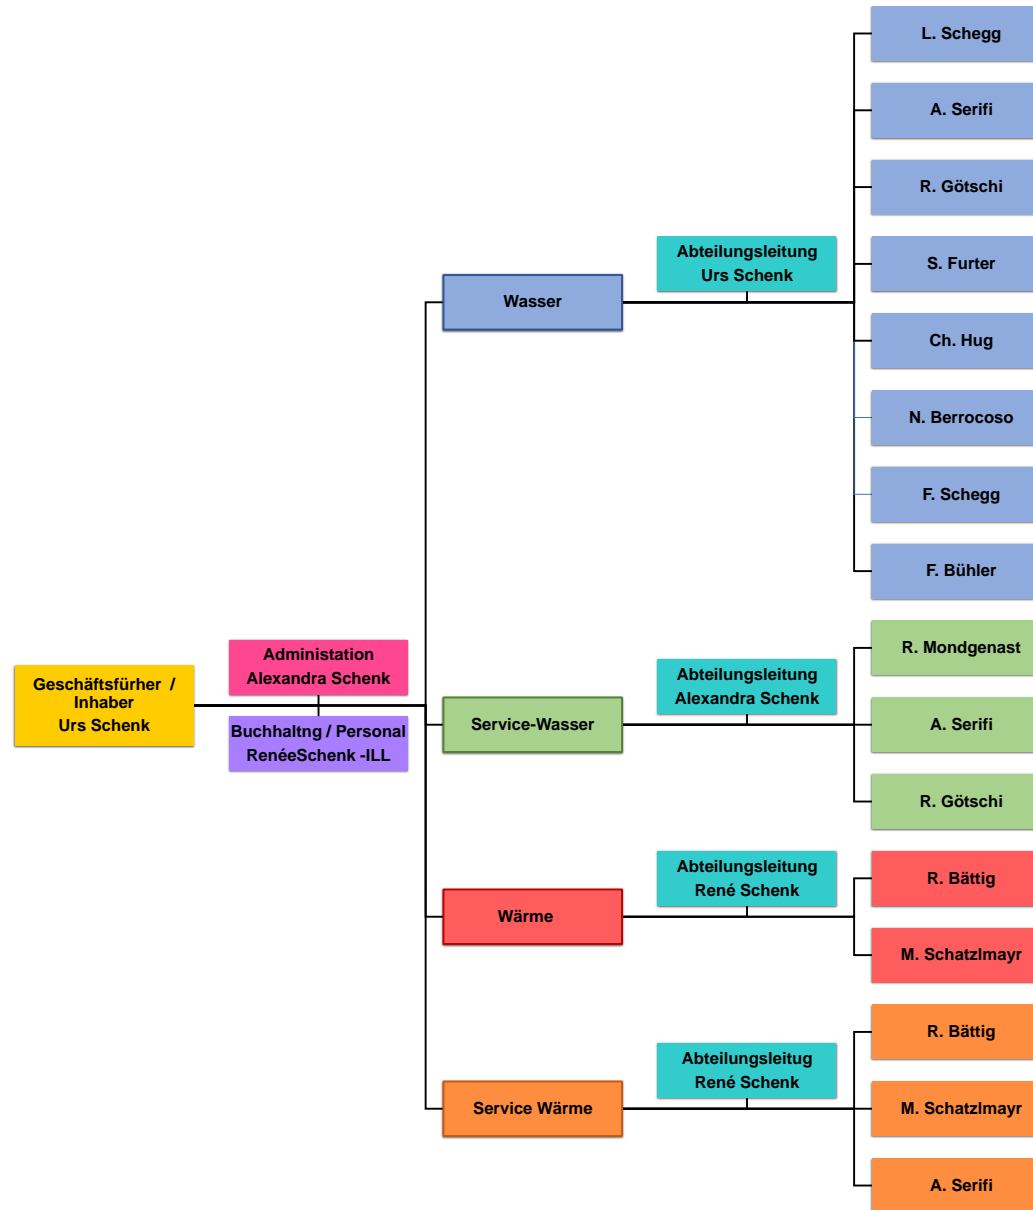 Geschäftsfürher /
Inhaber
Urs Schenk
Administation
Alexandra Schenk
Buchhaltng / Personal
RenéeSchenk -ILL
Wasser
Abteilungsleitung
Urs Schenk
L. Schegg
A. Serifi
R. Götschi
S. Furter
Ch. Hug
N. Berrocoso
F. Schegg
F. Bühler
Service-Wasser
Abteilungsleitung
Alexandra Schenk
R. Mondgenast
A. Serifi
R. Götschi
Wärme
Abteilungsleitung
René Schenk
R. Bättig
M. Schatzlmayr
Service Wärme
Abteilungsleitug
René Schenk
R. Bättig
M. Schatzlmayr
A. Serifi